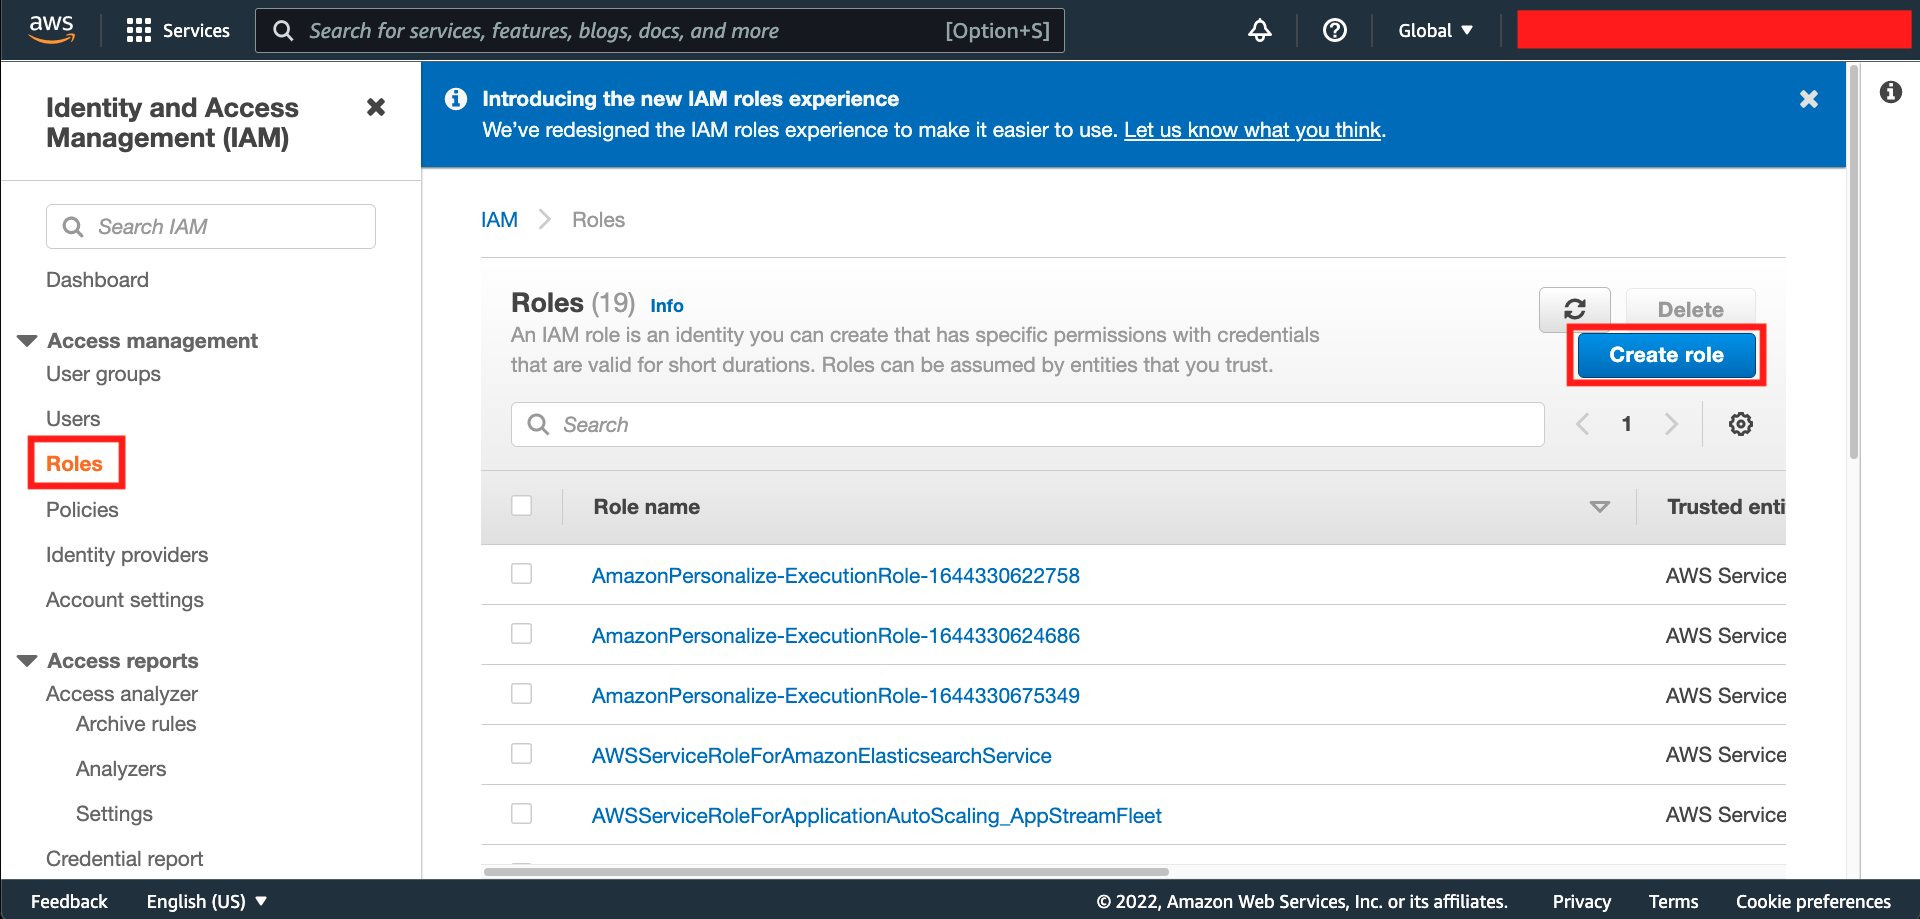 aws
Services
Search for services, features, blogs, docs, and more
[Option+S]
Global ▼
Identity and Access
Management (IAM)
Search IAM
Dashboard
Access management
User groups
Users
Roles
Policies
Identity providers
Account settings
Access reports
Access analyzer
Archive rules
Analyzers
Settings
Credential report
Introducing the new IAM roles experience
We’ve redesigned the IAM roles experience to make it easier to use. Let us know what you think.
IAM > Roles
Roles (19) Info
An IAM role is an identity you can create that has specific permissions with credentials
that are valid for short durations. Roles can be assumed by entities that you trust.
Delete
Create role
Search
1
Role name
Trusted enti
AmazonPersonalize-ExecutionRole-1644330622758
AWS Service
AmazonPersonalize-ExecutionRole-1644330624686
AWS Service
AmazonPersonalize-ExecutionRole-1644330675349
AWS Service
AWSServiceRoleForAmazonElasticsearchService
AWS Service
AWSServiceRoleForApplicationAutoScaling_AppStreamFleet
AWS Service
Feedback
English (US) ▼
© 2022, Amazon Web Services, Inc. or its affiliates.
Privacy
Terms
Cookie preferences